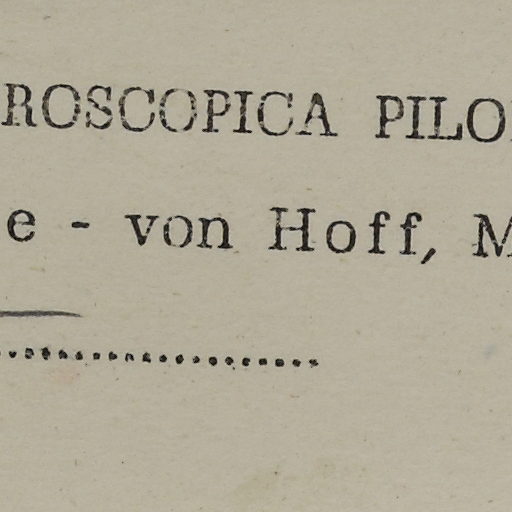 ROSCOPICA PILO
e - von Hoff, M